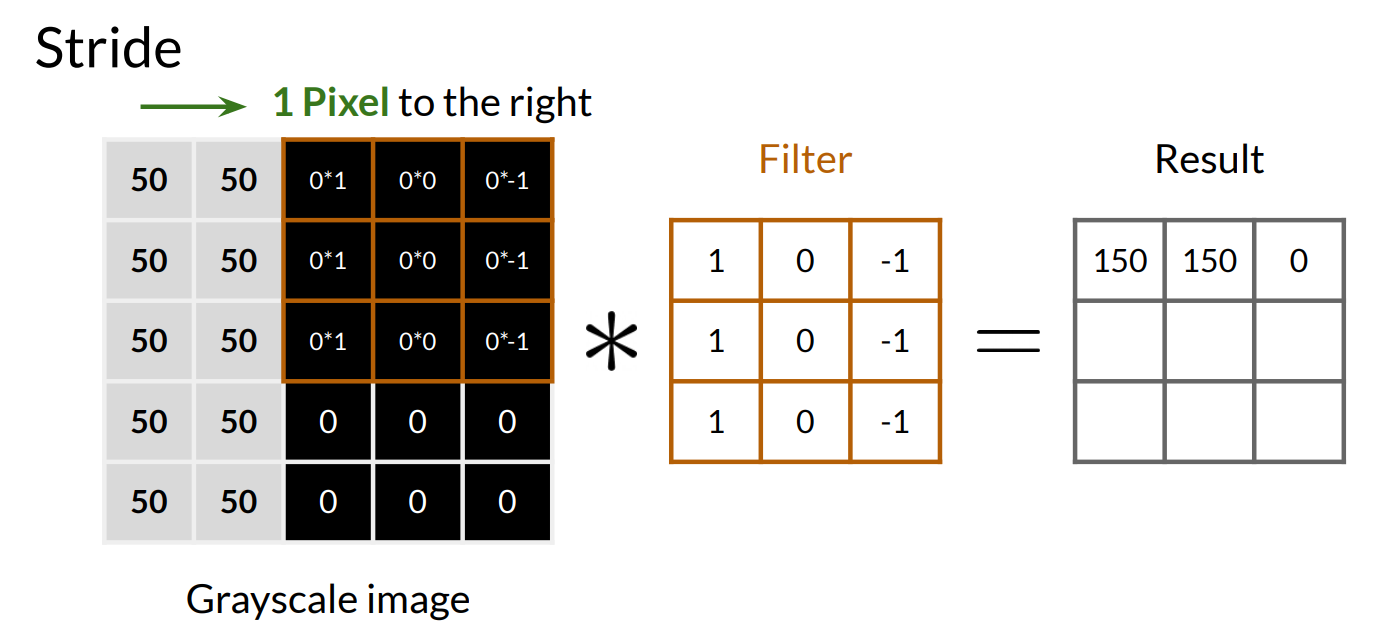 Stride
1 Pixel to the right
Filter
Result
50 50 0*1 0*0 0*-1
50 50 0*1 0*0 0*-1
50 50 0*1 0*0 0*-1
50 50 0 0 0
50 50 0 0 0
*
1 0 -1
1 0 -1
1 0 -1
=
150 150 0
Grayscale image